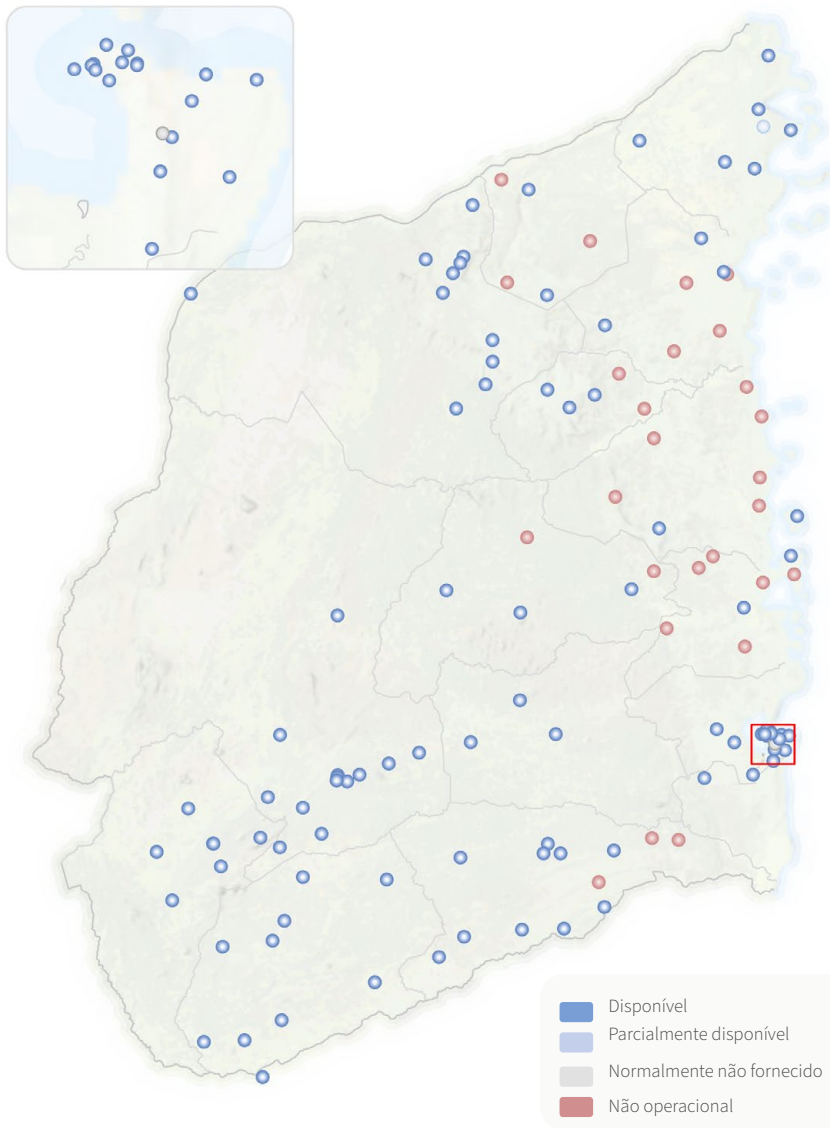 Disponível
Parcialmente disponível
Normalmente não fornecido
Não operacional